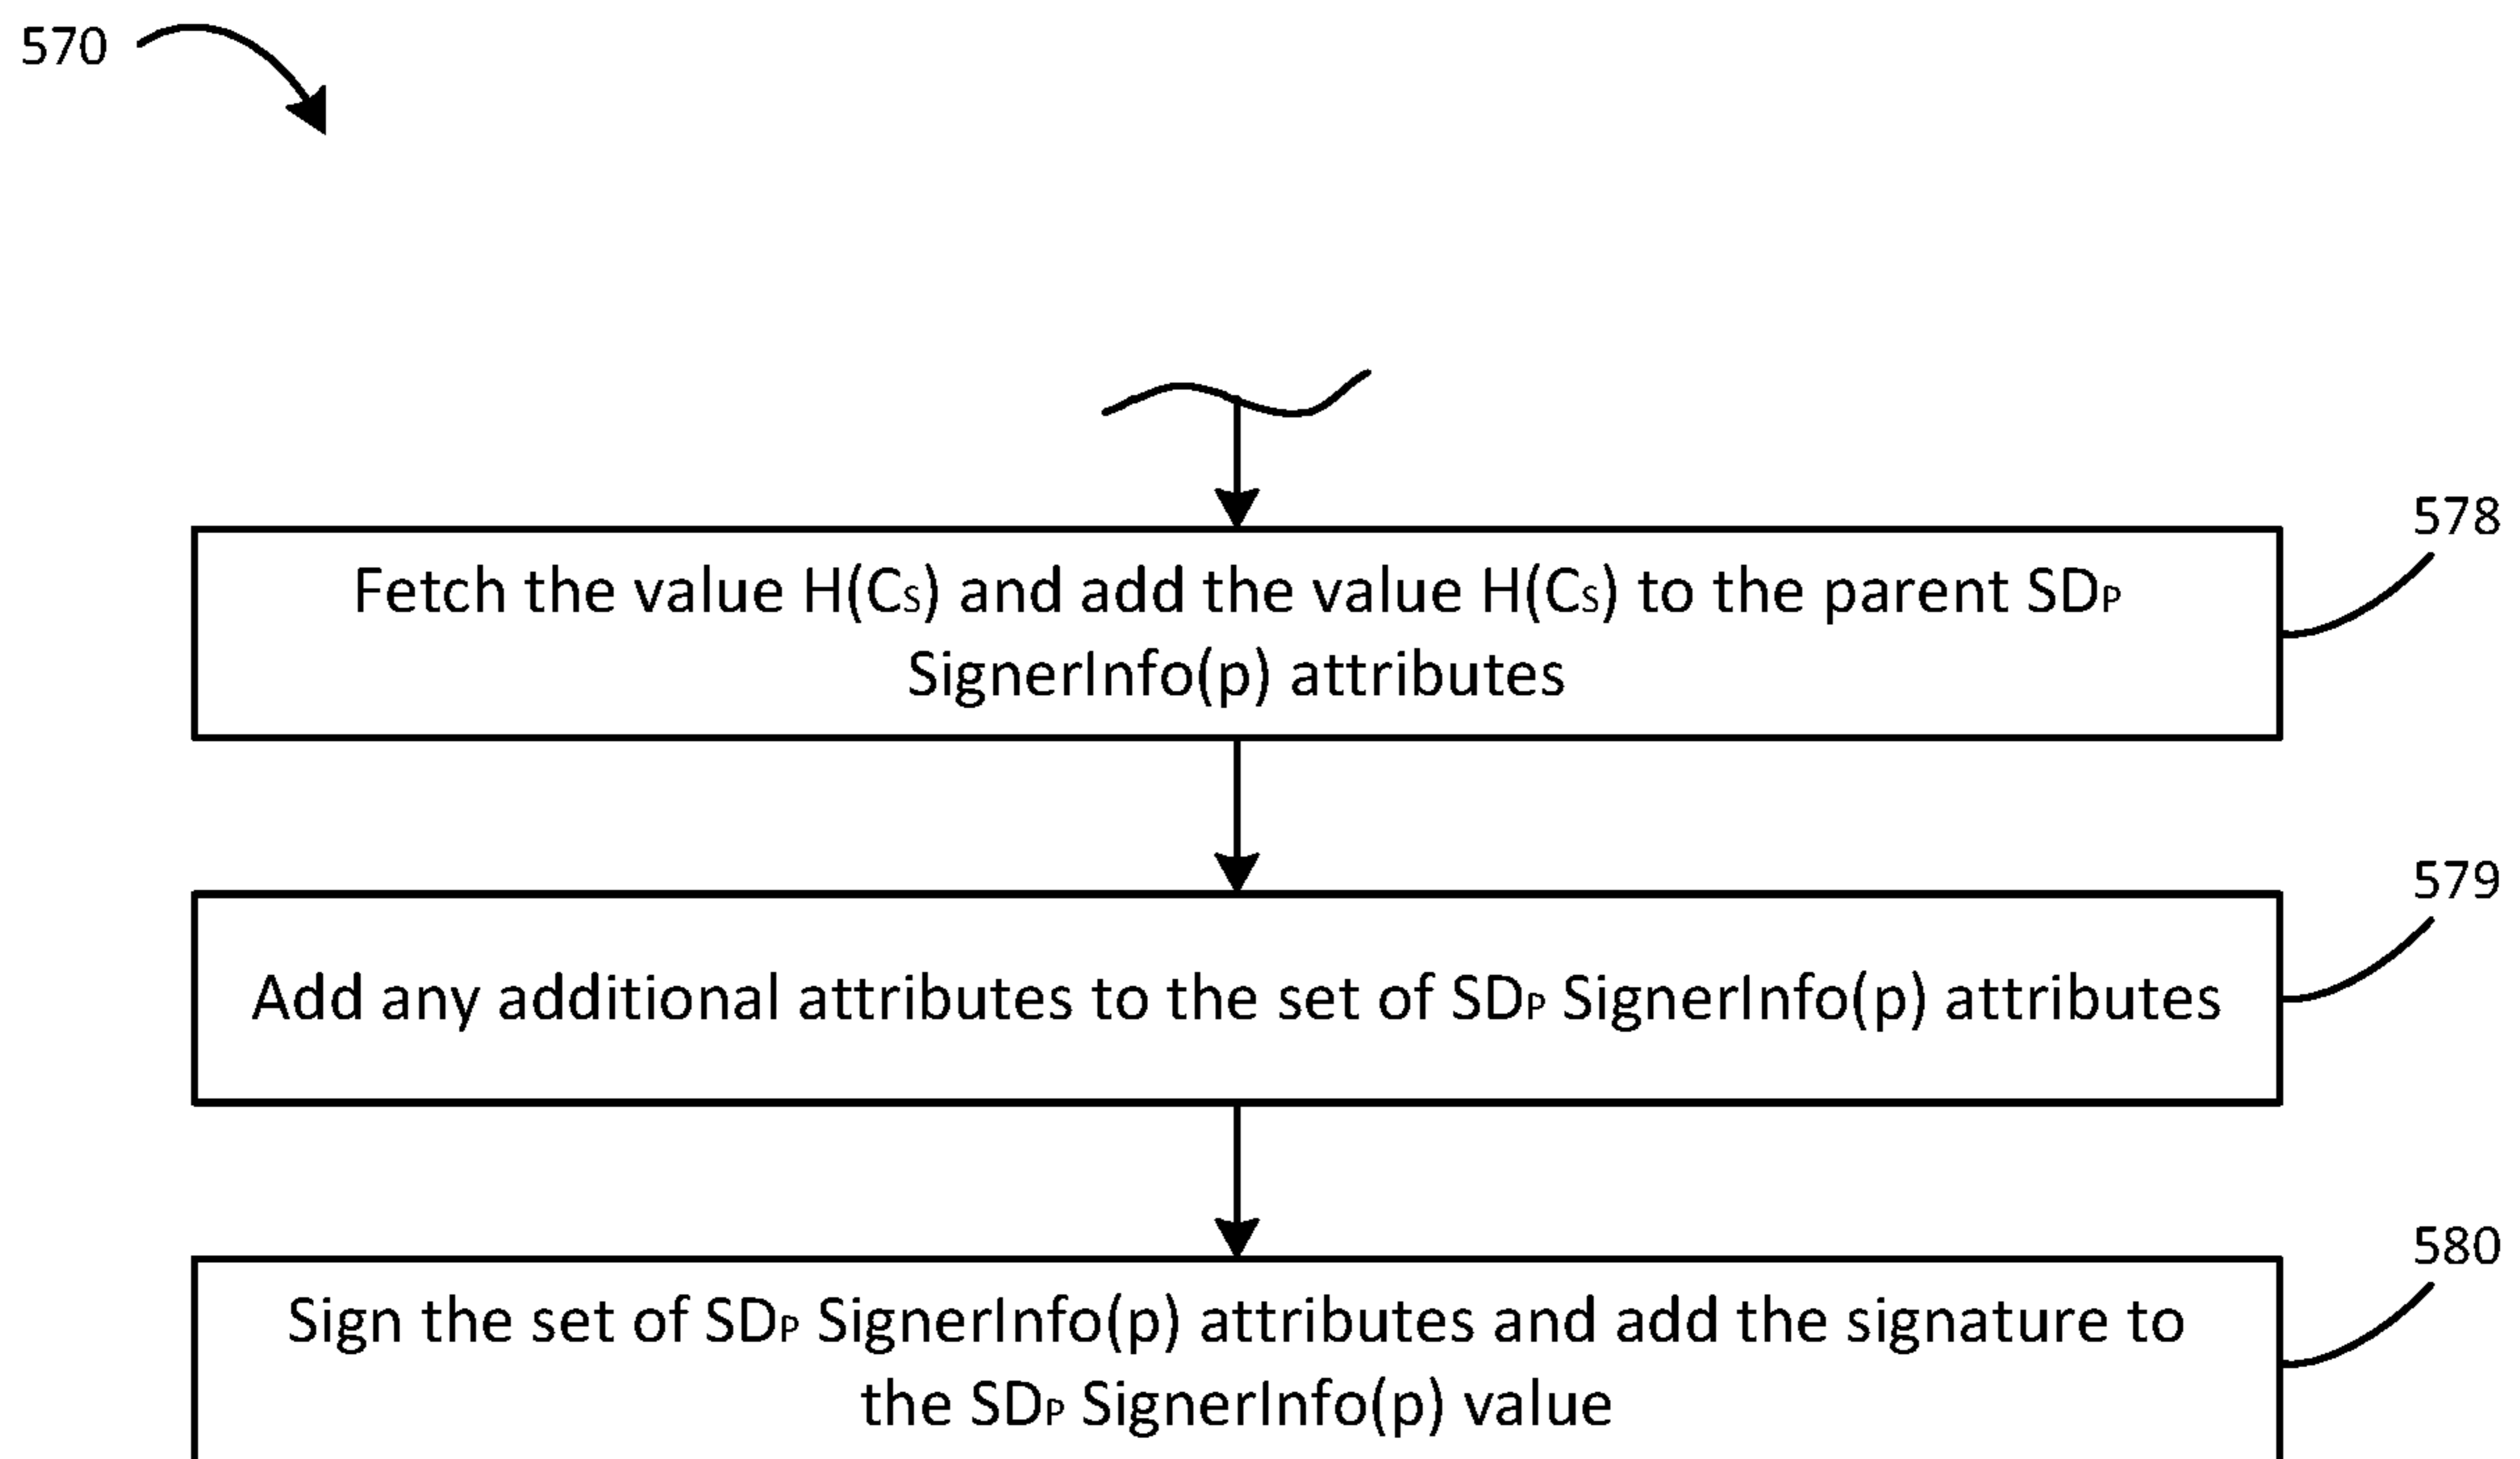 570
578
Fetch the value H(Cs) and add the value H(Cs) to the parent SDP
SignerInfo(p) attributes
579
Add any additional attributes to the set of SDP SignerInfo(p) attributes
580
Sign the set of SDP SignerInfo(p) attributes and add the signature to
the SDP SignerInfo(p) value